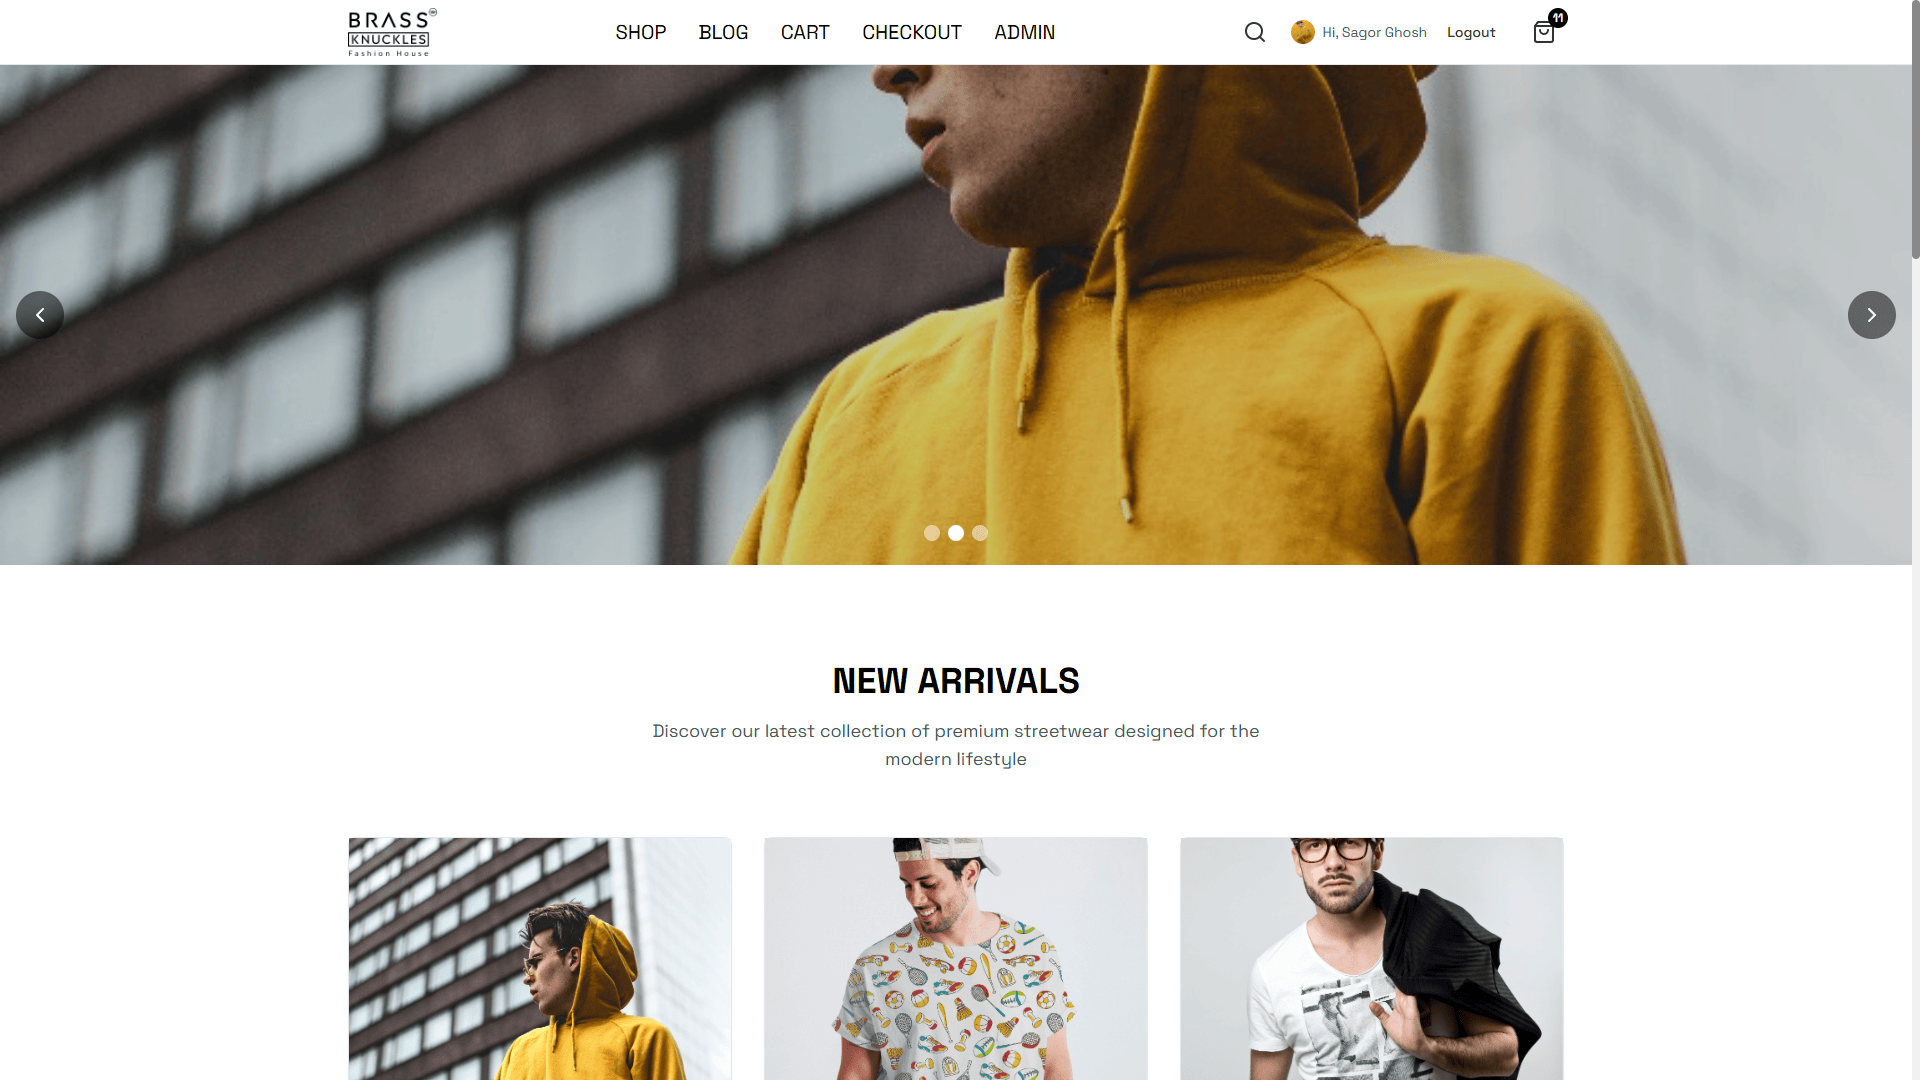 BRASS
KNUCKLES
Fashion House
SHOP
BLOG
CART
CHECKOUT
ADMIN
Hi, Sagor Ghosh
Logout
11
NEW ARRIVALS
Discover our latest collection of premium streetwear designed for the
modern lifestyle